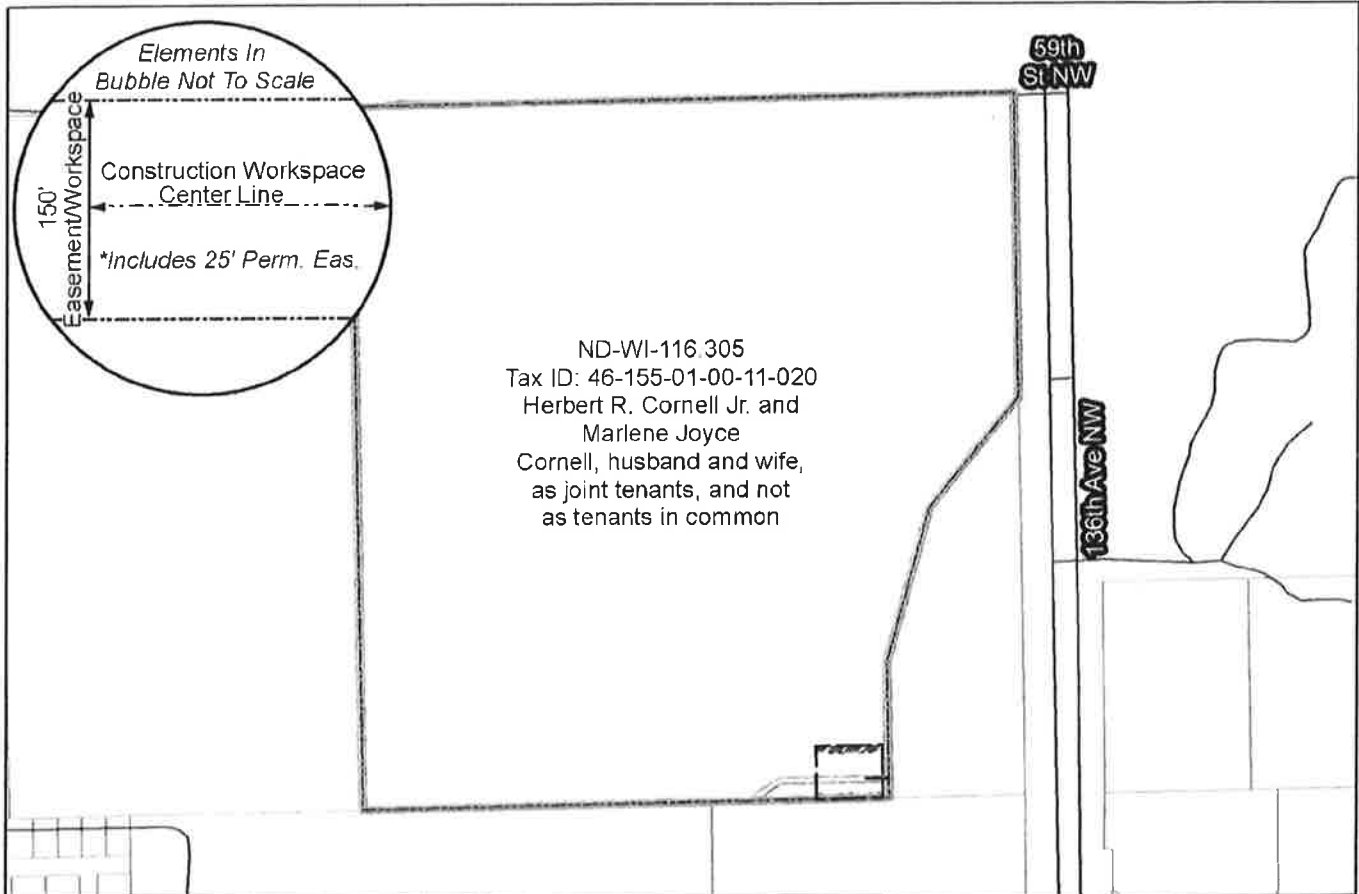 Elements In
Bubble Not To Scale
150'
Easement/Workspace
Construction Workspace
Center Line
*Includes 25' Perm. Eas.
59th
St NW
ND-WI-116.305
Tax ID: 46-155-01-00-11-020
Herbert R. Cornell Jr. and
Marlene Joyce
Cornell, husband and wife,
as joint tenants, and not
as tenants in common
136th Ave NW